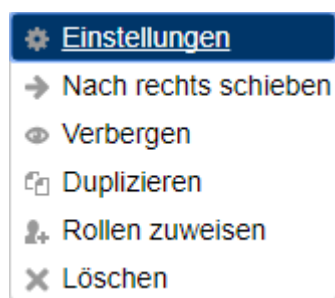 Einstellungen
Nach rechts schieben
Verbergen
Duplizieren
Rollen zuweisen
Löschen